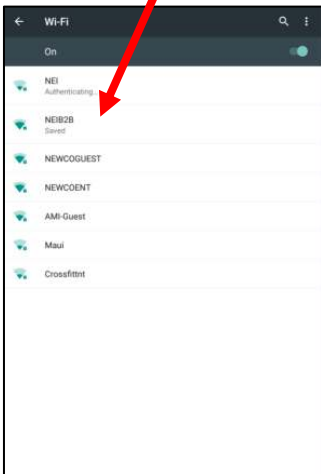 Wi-Fi
On
NEI
Authenticating...
NEIB2B
Saved
NEWCOGUEST
NEWCOENT
AMI-Guest
Maui
Crossfittnt